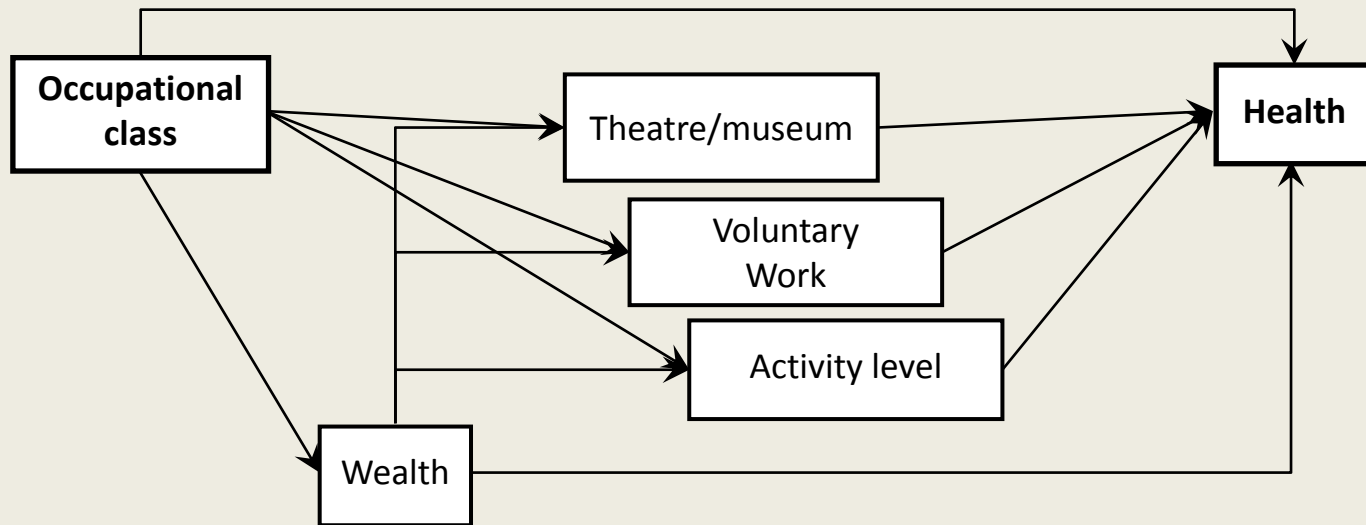 Occupational
class
Theatre/museum
Health
Voluntary
Work
Activity level
Wealth